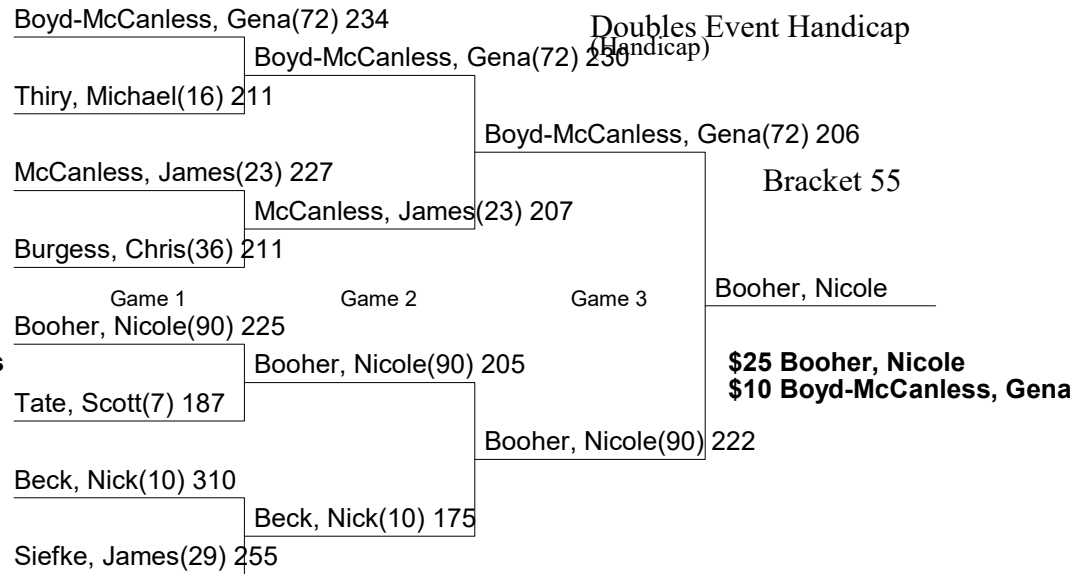 Boyd-McCanless, Gena(72) 234
Doubles Event Handicap
(Handicap)
Boyd-McCanless, Gena(72) 230
Thiry, Michael(16) 211
Boyd-McCanless, Gena(72) 206
McCanless, James(23) 227
Bracket 55
McCanless, James(23) 207
Burgess, Chris(36) 211
Game 1
Game 2
Game 3
Booher, Nicole
Booher, Nicole(90) 225
s
Booher, Nicole(90) 205
$25 Booher, Nicole
$10 Boyd-McCanless, Gena
Tate, Scott(7) 187
Booher, Nicole(90) 222
Beck, Nick(10) 310
Beck, Nick(10) 175
Siefke, James(29) 255